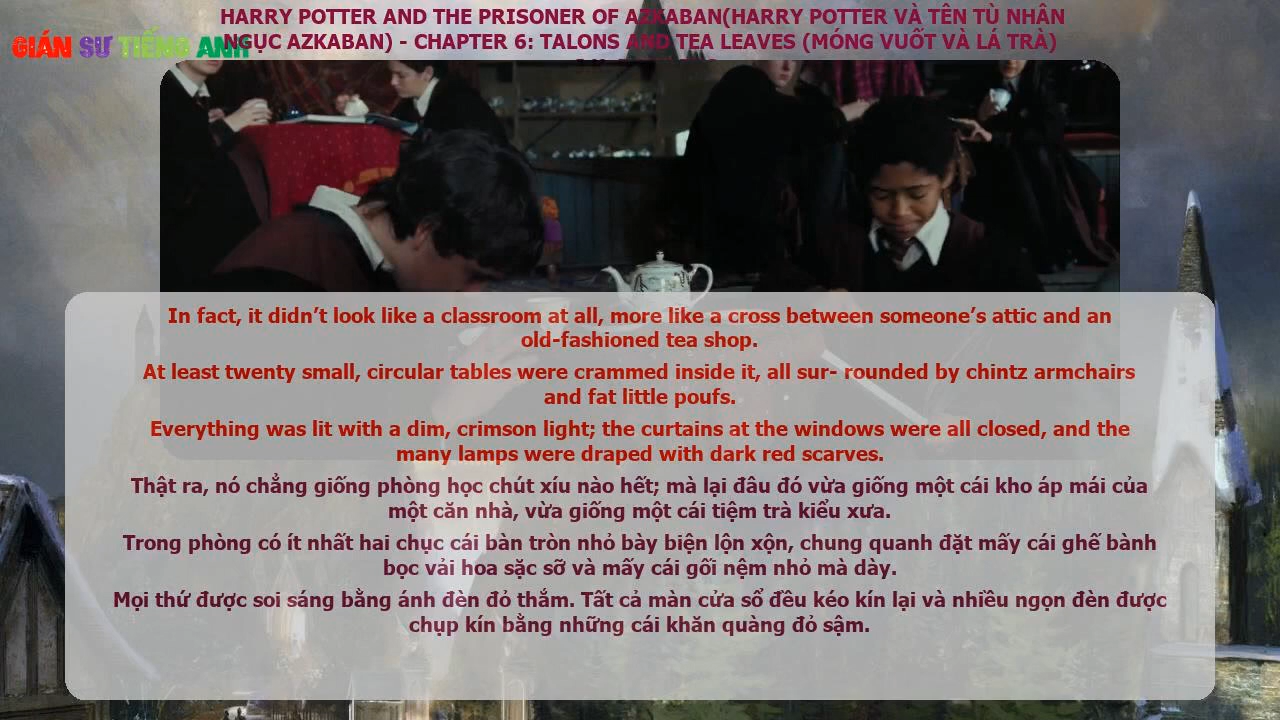 HARRY POTTER AND THE PRISONER OF AZKABAN(HARRY POTTER VÀ TÊN TÙ NHÂN
NGỤC AZKABAN) - CHAPTER 6: TALONS AND TEA LEAVES (MÓNG VUỐT VÀ LÁ TRÀ)
GIÁN SƯ TIẾNG ANH
In fact, it didn’t look like a classroom at all, more like a cross between someone’s attic and an
old-fashioned tea shop.
At least twenty small, circular tables were crammed inside it, all sur- rounded by chintz armchairs
and fat little poufs.
Everything was lit with a dim, crimson light; the curtains at the windows were all closed, and the
many lamps were draped with dark red scarves.
Thật ra, nó chẳng giống phòng học chút xíu nào hết; mà lại đâu đó vừa giống một cái kho áp mái của
một căn nhà, vừa giống một cái tiệm trà kiểu xưa.
Trong phòng có ít nhất hai chục cái bàn tròn nhỏ bày biện lộn xộn, chung quanh đặt mấy cái ghế bành
bọc vải hoa sặc sỡ và mấy cái gối nệm nhỏ mà dày.
Mọi thứ được soi sáng bằng ánh đèn đỏ thắm. Tất cả màn cửa sổ đều kéo kín lại và nhiều ngọn đèn được
chụp kín bằng những cái khăn quàng đỏ sậm.